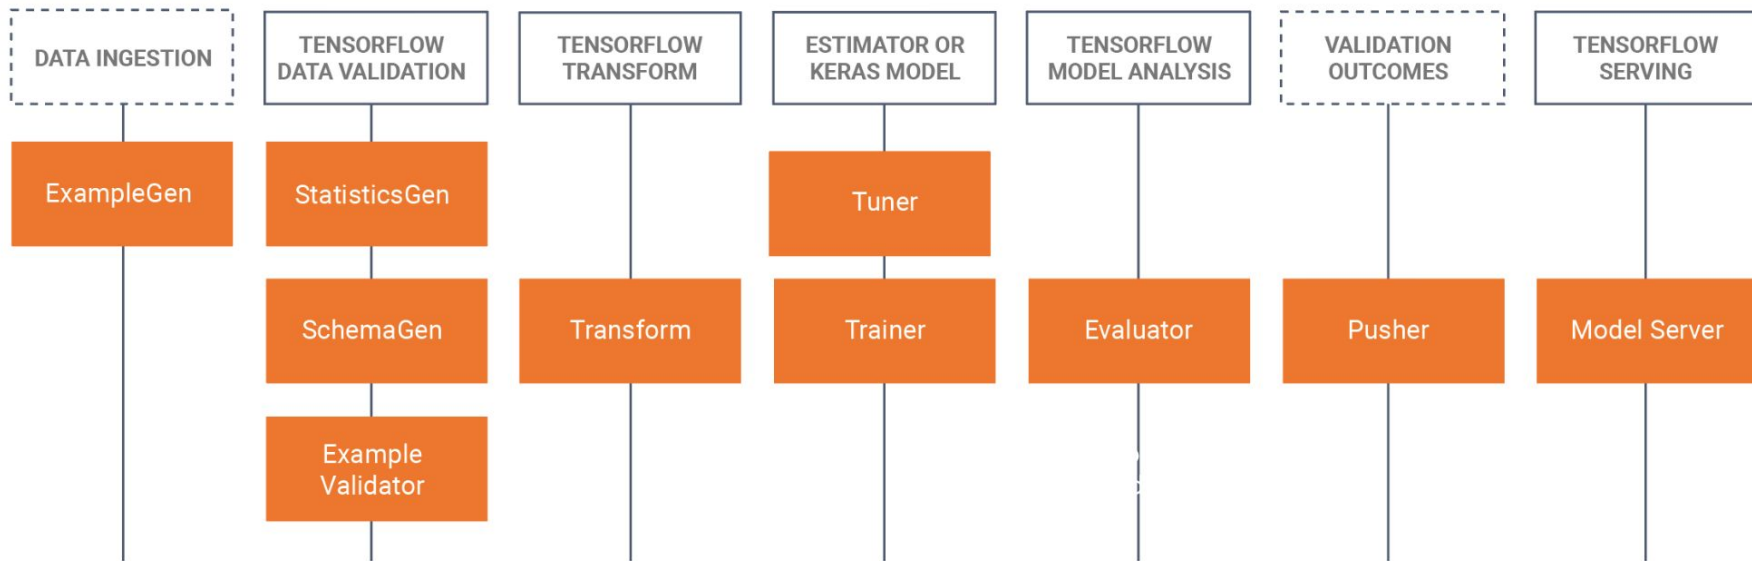 DATA INGESTION
TENSORFLOW
DATA VALIDATION
TENSORFLOW
TRANSFORM
ESTIMATOR OR
KERAS MODEL
TENSORFLOW
MODEL ANALYSIS
VALIDATION
OUTCOMES
TENSORFLOW
SERVING
ExampleGen
StatisticsGen
Tuner
SchemaGen
Transform
Trainer
Evaluator
Pusher
Model Server
Example
Validator